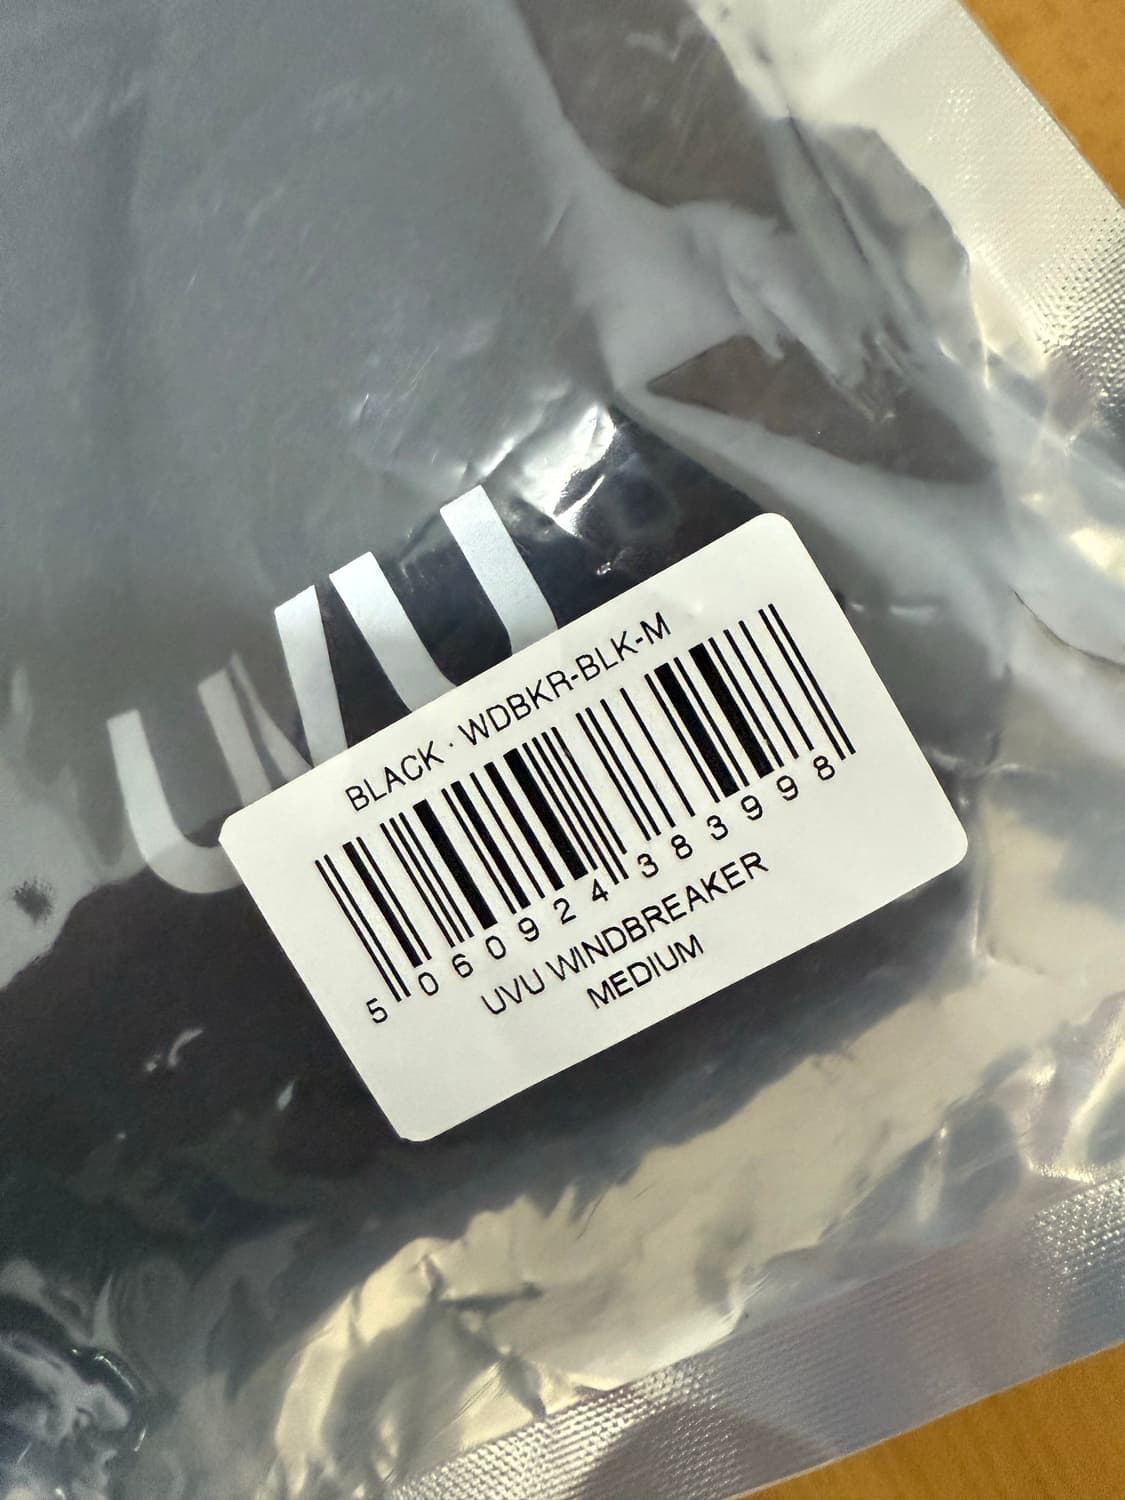 UVU
BLACK · WDBKR-BLK-M
5 060924 383998
UVU WINDBREAKER
MEDIUM